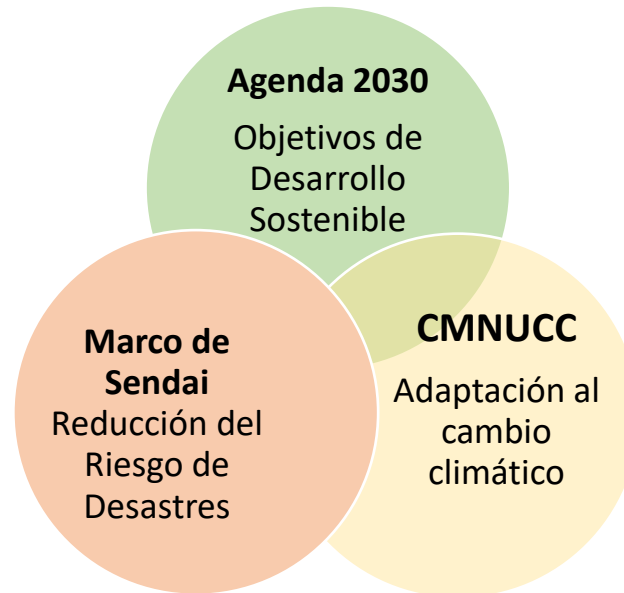 Agenda 2030
Objetivos de
Desarrollo
Sostenible
Marco de
Sendai
Reducción del
Riesgo de
Desastres
CMNUCC
Adaptación al
cambio
climático